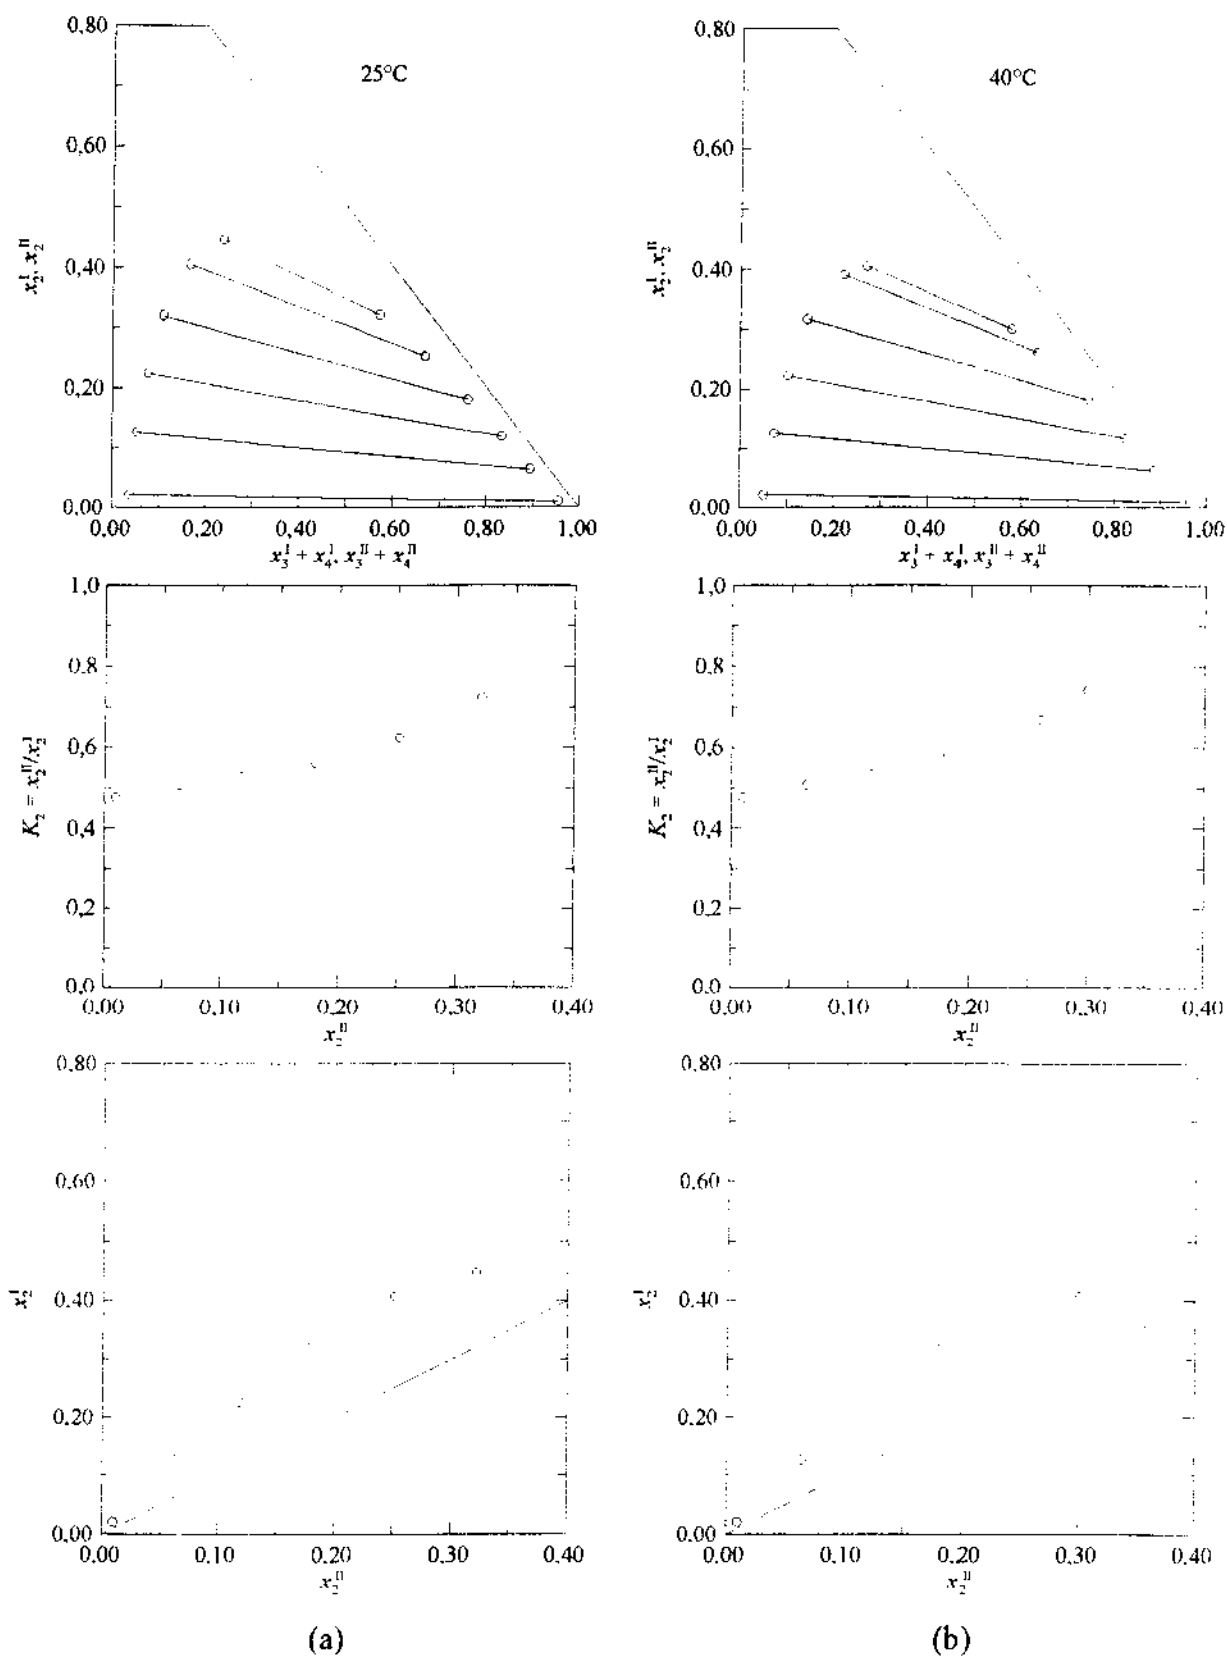 0.80
25°C
0.60
x₂ᴵ, x₂ᴵᴵ
0.40
0.20
0.00
0.00 0.20 0.40 0.60 0.80 1.00
x₃ᴵ + x₄ᴵ, x₃ᴵᴵ + x₄ᴵᴵ
0.80
40°C
0.60
x₂ᴵ, x₂ᴵᴵ
0.40
0.20
0.00
0.00 0.20 0.40 0.60 0.80 1.00
x₃ᴵ + x₄ᴵ, x₃ᴵᴵ + x₄ᴵᴵ
1.0
0.8
0.6
K₂ = x₂ᴵᴵ/x₂ᴵ
0.4
0.2
0.0
0.00 0.10 0.20 0.30 0.40
x₂ᴵᴵ
1.0
0.8
0.6
K₂ = x₂ᴵᴵ/x₂ᴵ
0.4
0.2
0.0
0.00 0.10 0.20 0.30 0.40
x₂ᴵᴵ
0.80
0.60
x₂ᴵ
0.40
0.20
0.00
0.00 0.10 0.20 0.30 0.40
x₂ᴵᴵ
0.80
0.60
x₂ᴵ
0.40
0.20
0.00
0.00 0.10 0.20 0.30 0.40
x₂ᴵᴵ
(a)
(b)